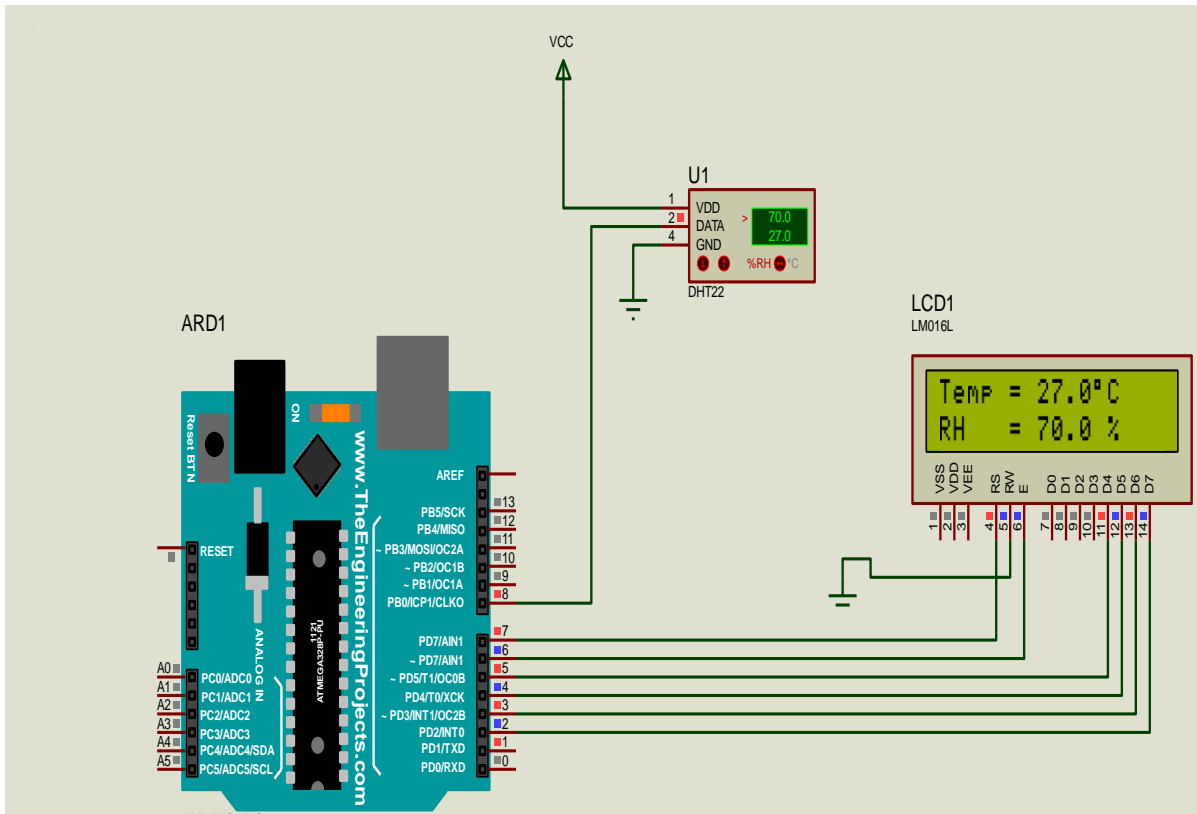 VCC
U1
1 VDD
2 DATA
4 GND
> 70.0
27.0
%RH °C
DHT22
LCD1
LM016L
Temp = 27.0°C
RH = 70.0 %
VSS
VDD
VEE
RS
RW
E
D0
D1
D2
D3
D4
D5
D6
D7
1
2
3
4
5
6
7
8
9
10
11
12
13
14
ARD1
ON
Reset BTN
www.TheEngineeringProjects.com
ANALOG IN
ATMEGA328P-PU
1121
RESET
AREF
PB5/SCK 13
PB4/MISO 12
~ PB3/MOSI/OC2A 11
~ PB2/OC1B 10
~ PB1/OC1A 9
PB0/ICP1/CLKO 8
PD7/AIN1 7
~ PD7/AIN1 6
~ PD5/T1/OC0B 5
PD4/T0/XCK 4
~ PD3/INT1/OC2B 3
PD2/INT0 2
PD1/TXD 1
PD0/RXD 0
A0 PC0/ADC0
A1 PC1/ADC1
A2 PC2/ADC2
A3 PC3/ADC3
A4 PC4/ADC4/SDA
A5 PC5/ADC5/SCL